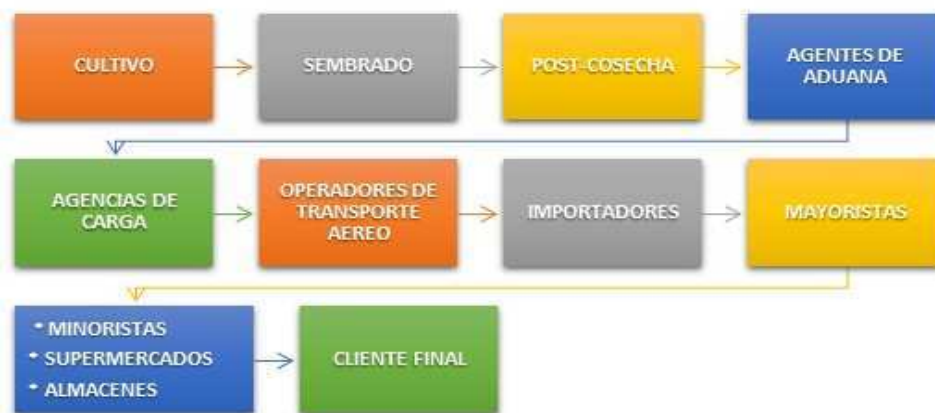 CULTIVO
SEMBRADO
POST-COSECHA
AGENTES DE
ADUANA
AGENCIAS DE
CARGA
OPERADORES DE
TRANSPORTE
AEREO
IMPORTADORES
MAYORISTAS
* MINORISTAS
* SUPERMERCADOS
* ALMACENES
CLIENTE FINAL